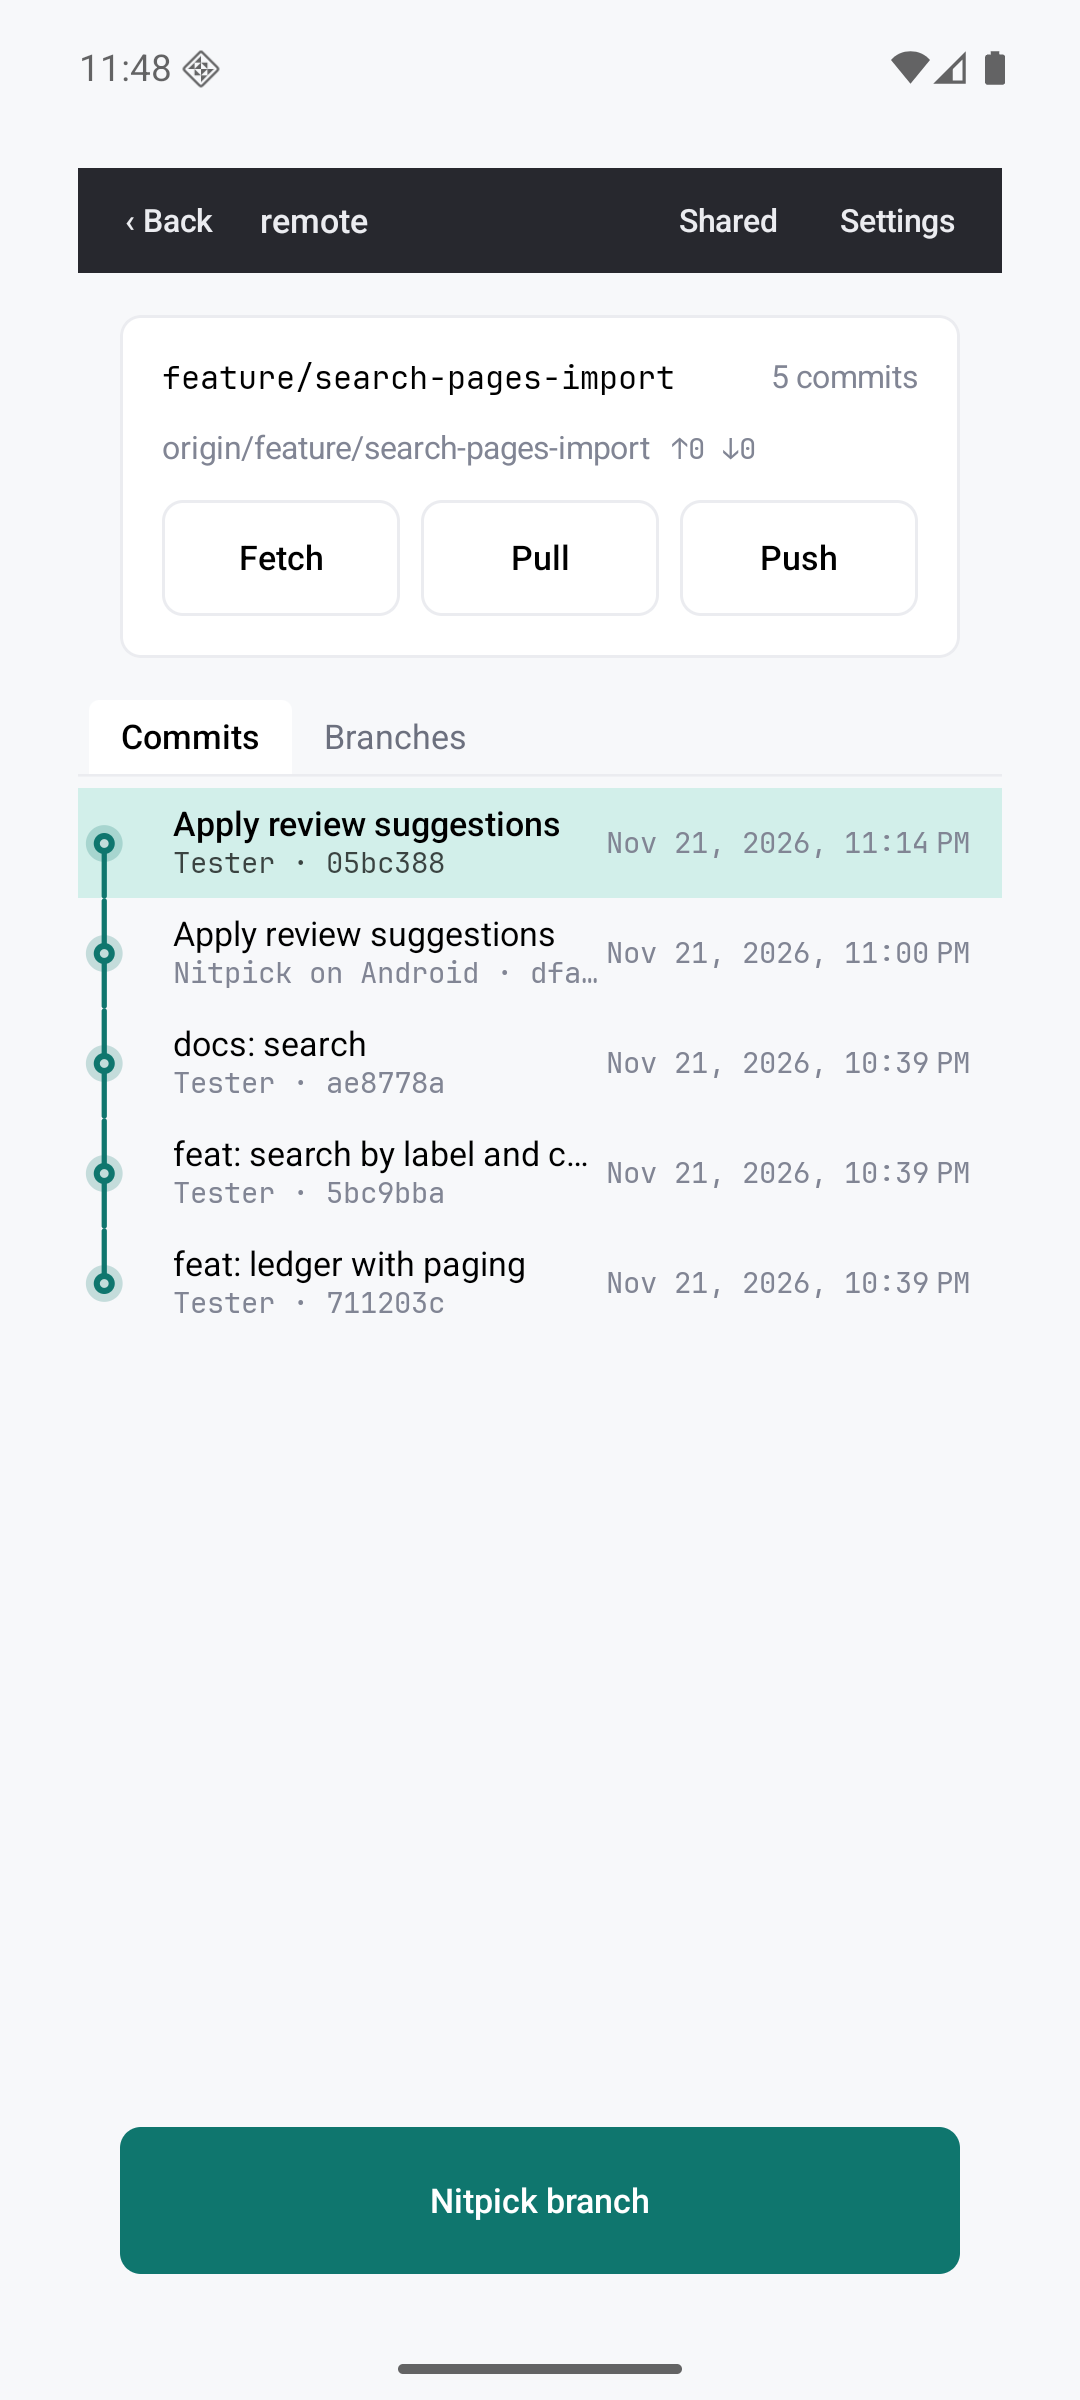 11:48
‹ Back remote Shared Settings
feature/search-pages-import 5 commits
origin/feature/search-pages-import ↑0 ↓0
Fetch Pull Push
Commits Branches
Apply review suggestions
Tester · 05bc388 Nov 21, 2026, 11:14 PM
Apply review suggestions
Nitpick on Android · dfa… Nov 21, 2026, 11:00 PM
docs: search
Tester · ae8778a Nov 21, 2026, 10:39 PM
feat: search by label and c…
Tester · 5bc9bba Nov 21, 2026, 10:39 PM
feat: ledger with paging
Tester · 711203c Nov 21, 2026, 10:39 PM
Nitpick branch